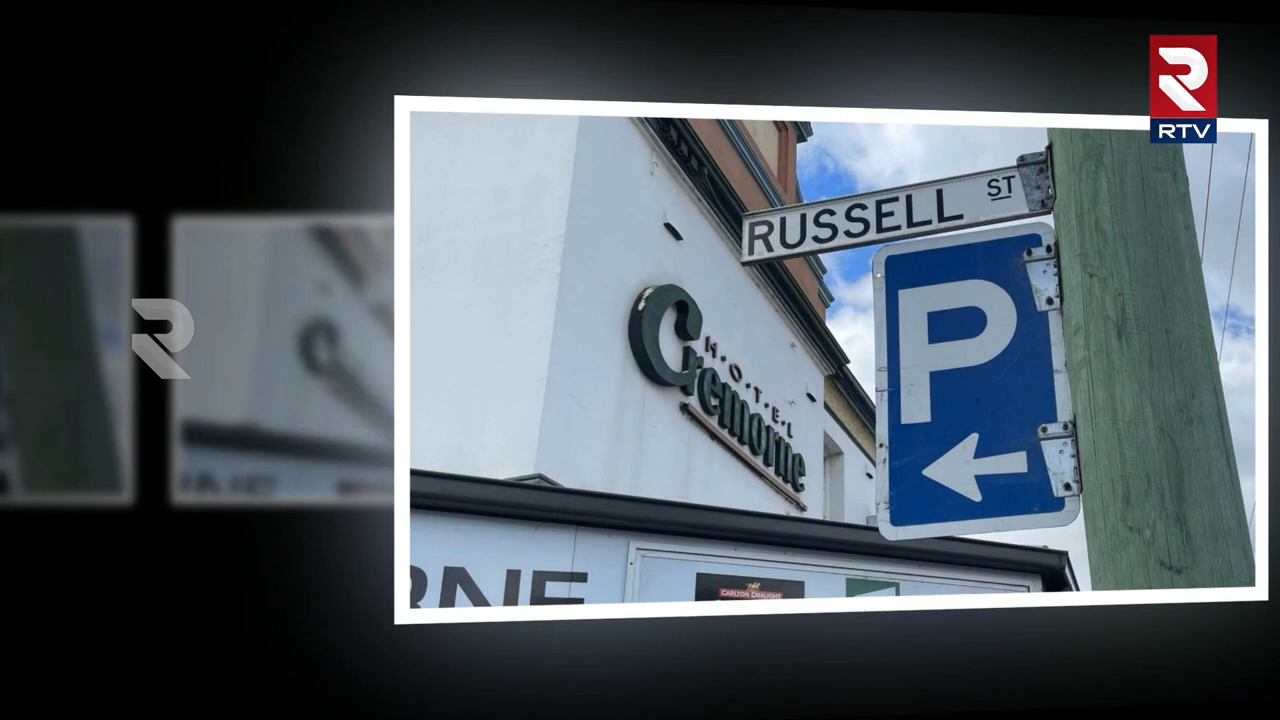 RTV
RUSSELL ST
P
HOTEL
Cremorne
RNE
CARLTON DRAUGHT